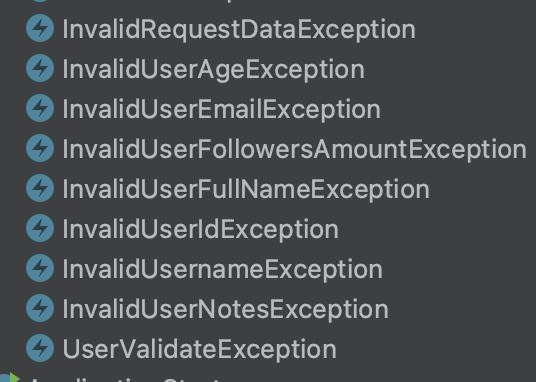 InvalidRequestDataException
InvalidUserAgeException
InvalidUserEmailException
InvalidUserFollowersAmountException
InvalidUserFullNameException
InvalidUserIdException
InvalidUsernameException
InvalidUserNotesException
UserValidateException